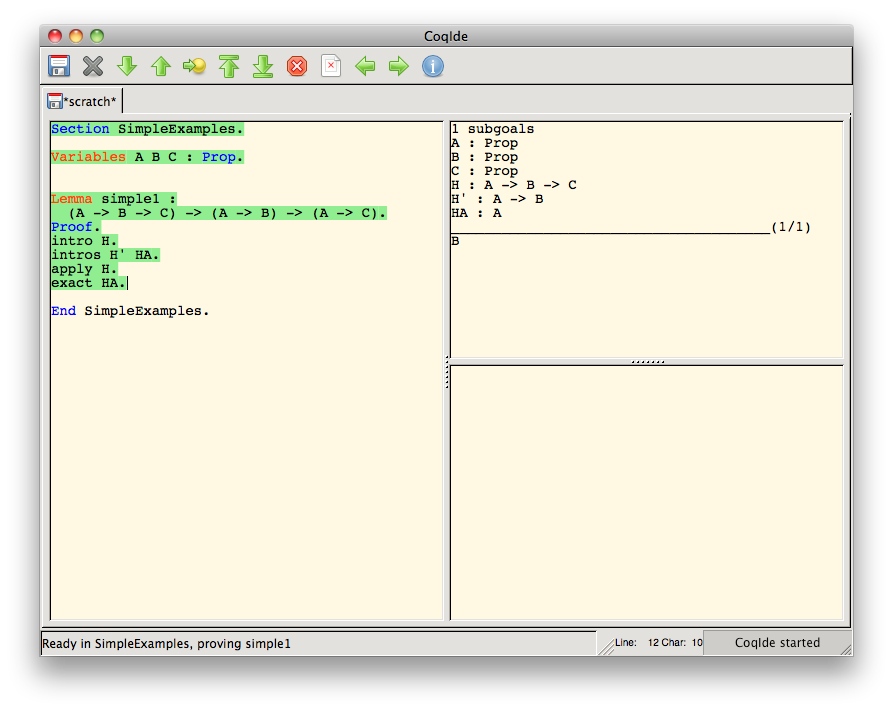 CoqIde
*scratch*
Section SimpleExamples.
Variables A B C : Prop.
Lemma simple1 :
(A -> B -> C) -> (A -> B) -> (A -> C).
Proof.
intro H.
intros H' HA.
apply H.
exact HA.
End SimpleExamples.
1 subgoals
A : Prop
B : Prop
C : Prop
H : A -> B -> C
H' : A -> B
HA : A
______________________________________(1/1)
B
Ready in SimpleExamples, proving simple1
Line: 12 Char: 10
CoqIde started